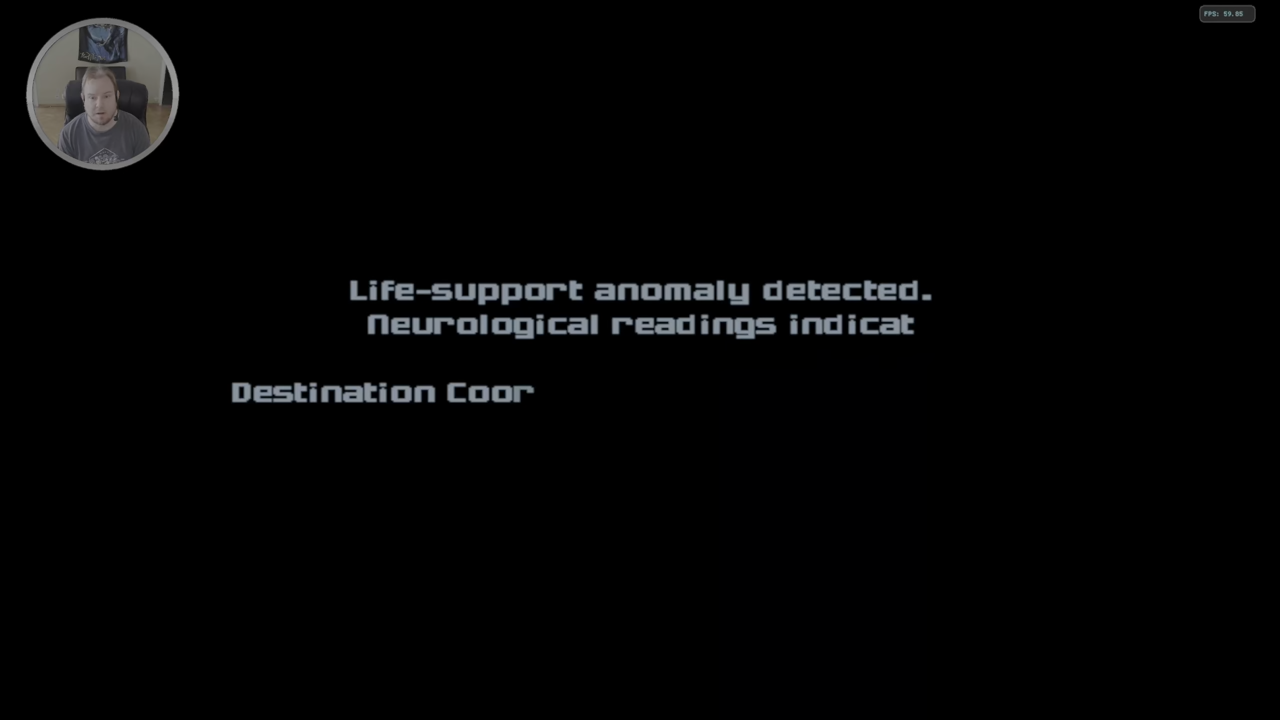 FPS: 59.85
Life-support anomaly detected.
Neurological readings indicat
Destination Coor